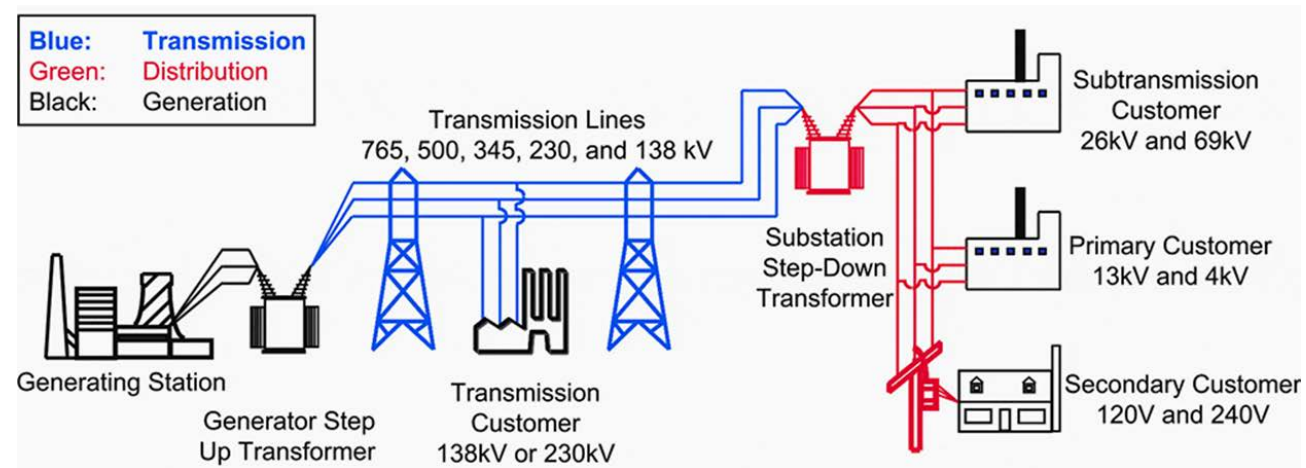 Blue: Transmission
Green: Distribution
Black: Generation
Transmission Lines
765, 500, 345, 230, and 138 kV
Subtransmission
Customer
26kV and 69kV
Substation
Step-Down
Transformer
Primary Customer
13kV and 4kV
Generating Station
Generator Step
Up Transformer
Transmission
Customer
138kV or 230kV
Secondary Customer
120V and 240V